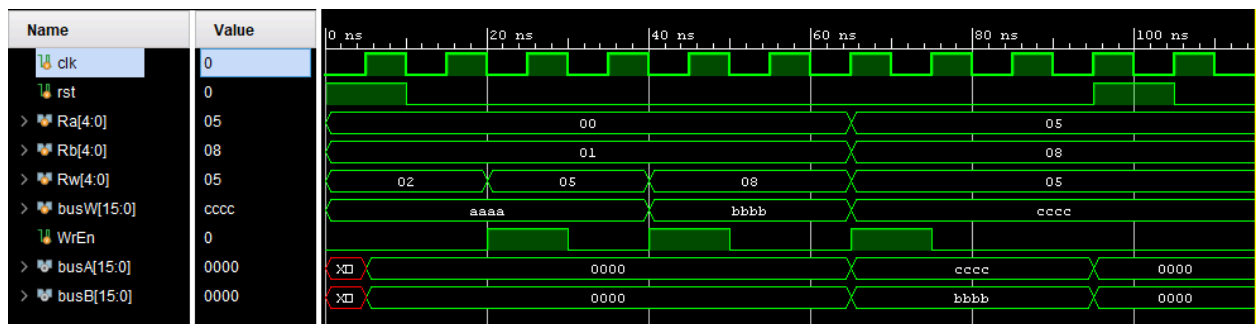 Name Value 0 ns 20 ns 40 ns 60 ns 80 ns 100 ns
clk 0
rst 0
> Ra[4:0] 05 00 05
> Rb[4:0] 08 01 08
> Rw[4:0] 05 02 05 08 05
> busW[15:0] cccc aaaa bbbb cccc
WrEn 0
> busA[15:0] 0000 X 0000 cccc 0000
> busB[15:0] 0000 X 0000 bbbb 0000